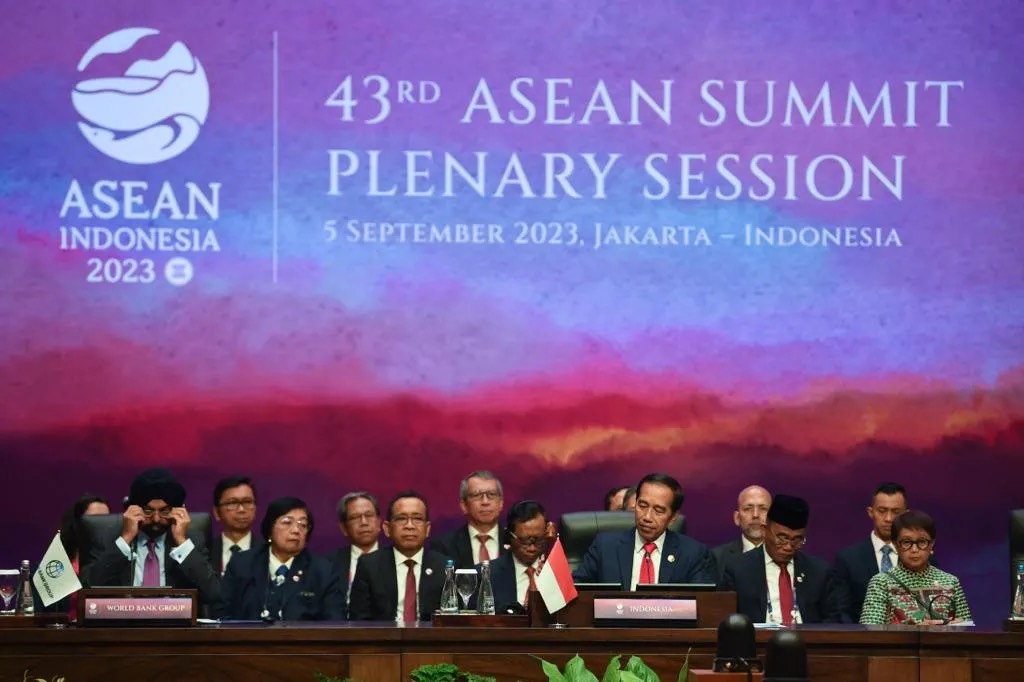 43RD ASEAN SUMMIT
PLENARY SESSION
5 SEPTEMBER 2023, JAKARTA – INDONESIA
ASEAN
INDONESIA
2023
WORLD BANK GROUP
INDONESIA